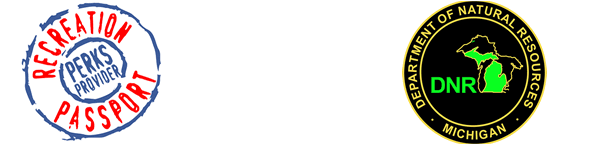 RECREATION
PERKS
PROVIDER
PASSPORT
DEPARTMENT OF NATURAL RESOURCES
DNR
· MICHIGAN ·